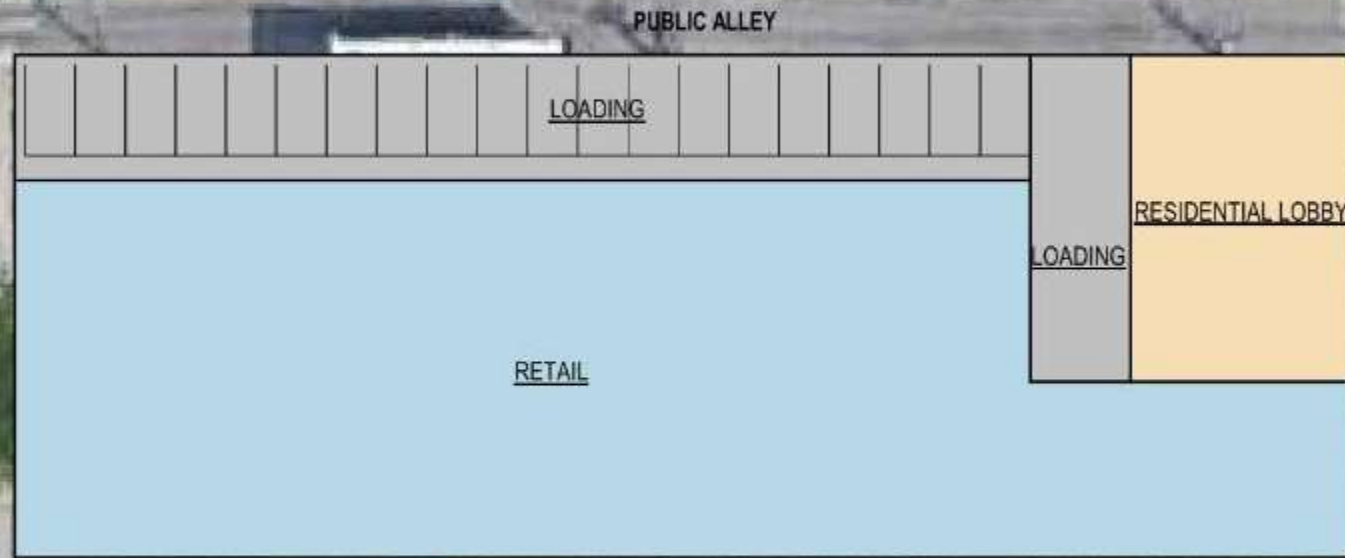 PUBLIC ALLEY
LOADING
RESIDENTIAL LOBBY
LOADING
RETAIL